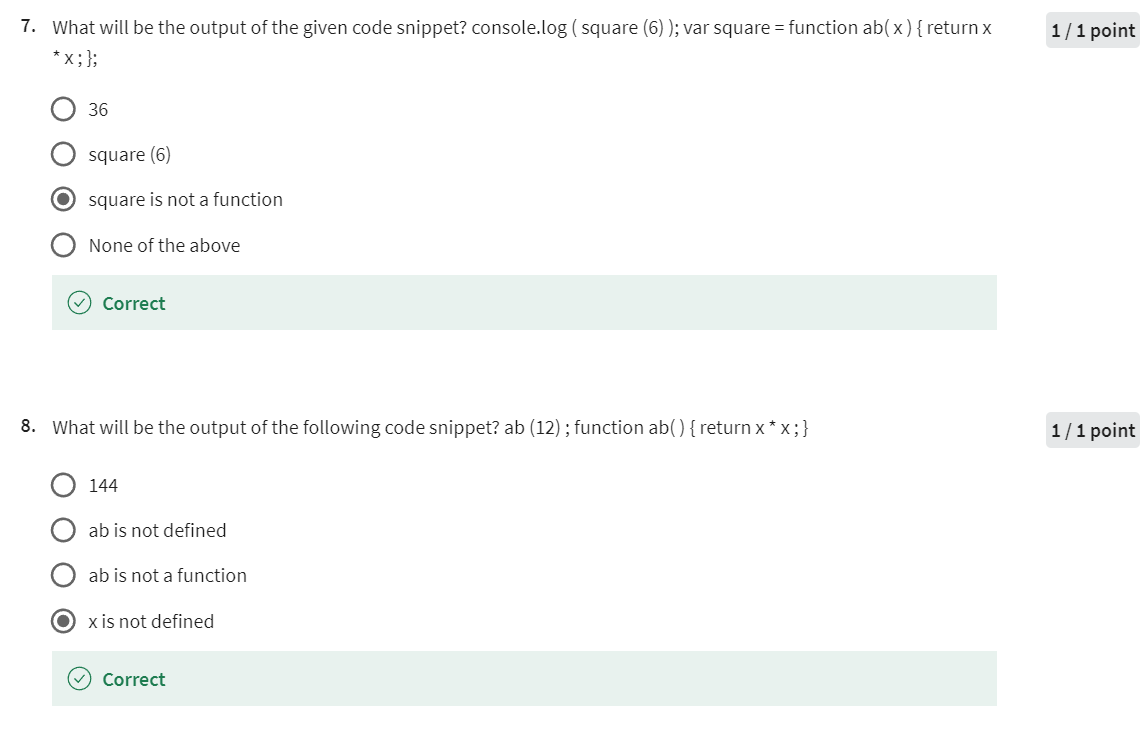 7. What will be the output of the given code snippet? console.log ( square (6) ); var square = function ab( x ) { return x 1 / 1 point
* x ; };
36
square (6)
square is not a function
None of the above
Correct
8. What will be the output of the following code snippet? ab (12) ; function ab( ) { return x * x ; } 1 / 1 point
144
ab is not defined
ab is not a function
x is not defined
Correct